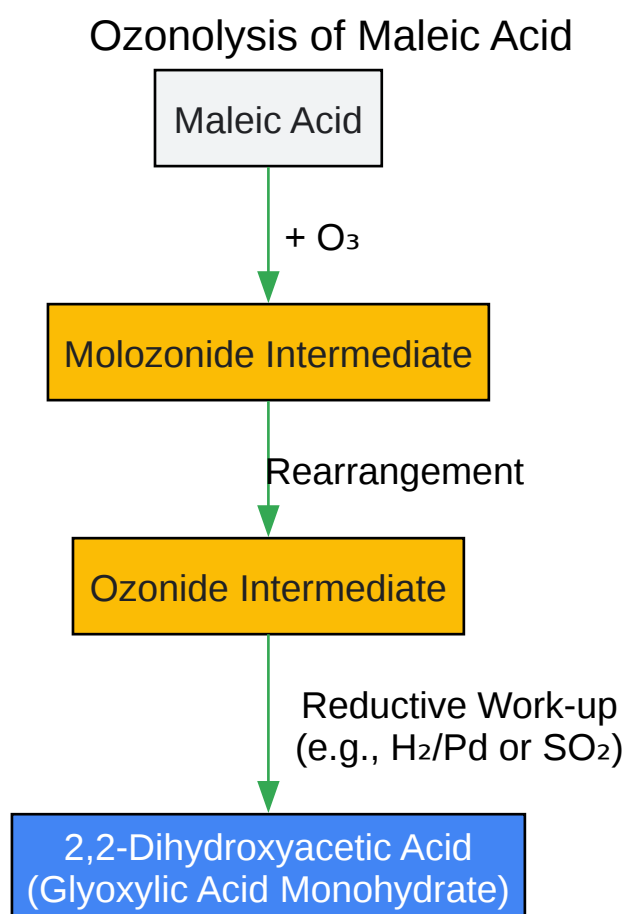 Ozonolysis of Maleic Acid
Maleic Acid
+ O₃
Molozonide Intermediate
Rearrangement
Ozonide Intermediate
Reductive Work-up
(e.g., H₂/Pd or SO₂)
2,2-Dihydroxyacetic Acid
(Glyoxylic Acid Monohydrate)